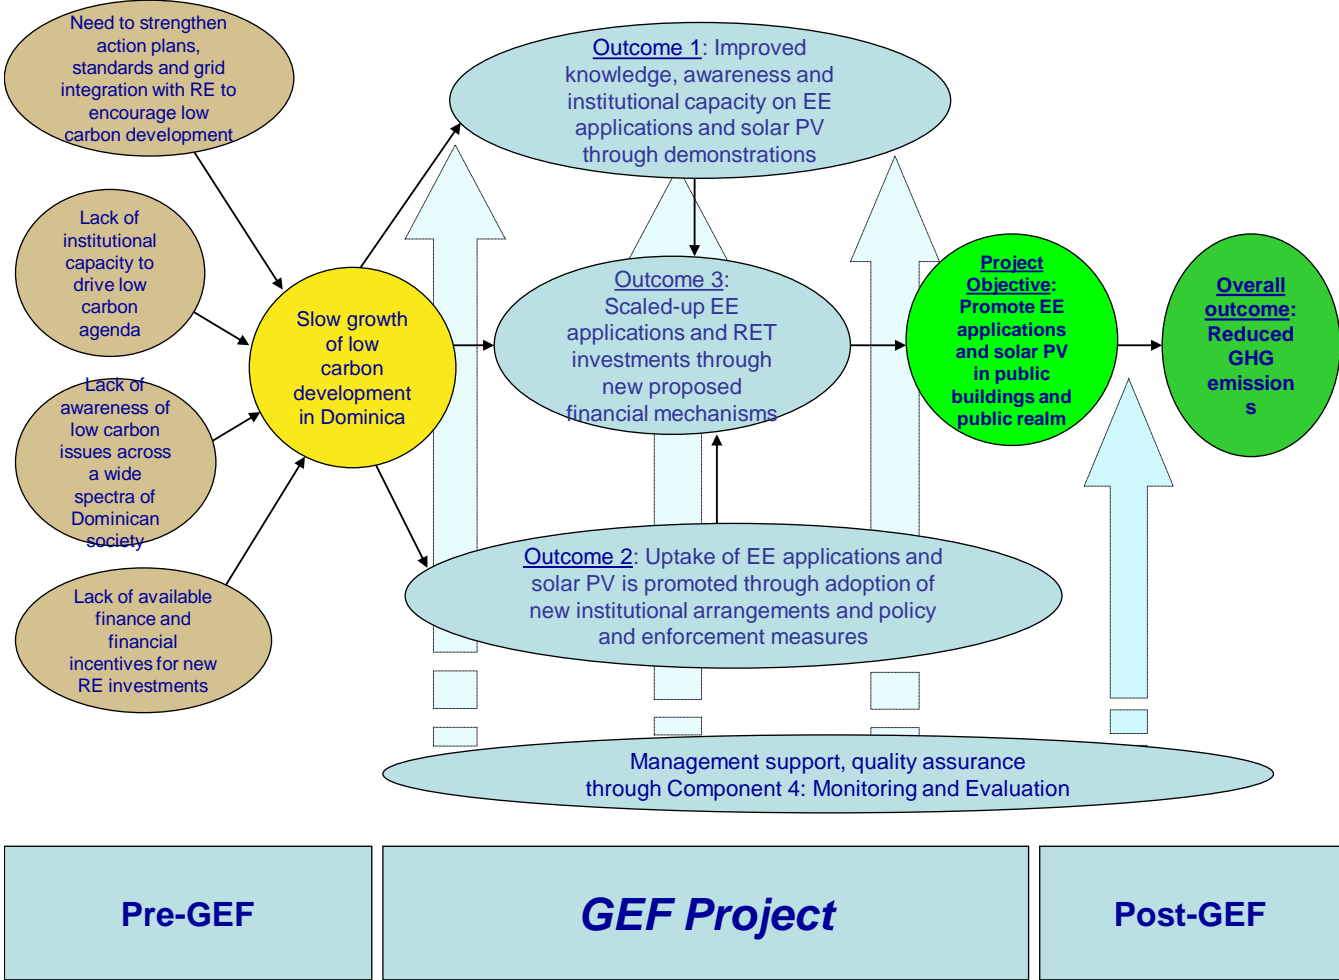 Need to strengthen
action plans,
standards and grid
integration with RE to
encourage low
carbon development
Lack of
institutional
capacity to
drive low
carbon
agenda
Lack of
awareness of
low carbon
issues across
a wide
spectra of
Dominican
society
Lack of available
finance and
financial
incentives for new
RE investments
Slow growth
of low
carbon
development
in Dominica
Outcome 1: Improved
knowledge, awareness and
institutional capacity on EE
applications and solar PV
through demonstrations
Outcome 3:
Scaled-up EE
applications and RET
investments through
new proposed
financial mechanisms
Outcome 2: Uptake of EE applications and
solar PV is promoted through adoption of
new institutional arrangements and policy
and enforcement measures
Project
Objective:
Promote EE
applications
and solar PV
in public
buildings and
public realm
Overall
outcome:
Reduced
GHG
emission
s
Management support, quality assurance
through Component 4: Monitoring and Evaluation
Pre-GEF
GEF Project
Post-GEF